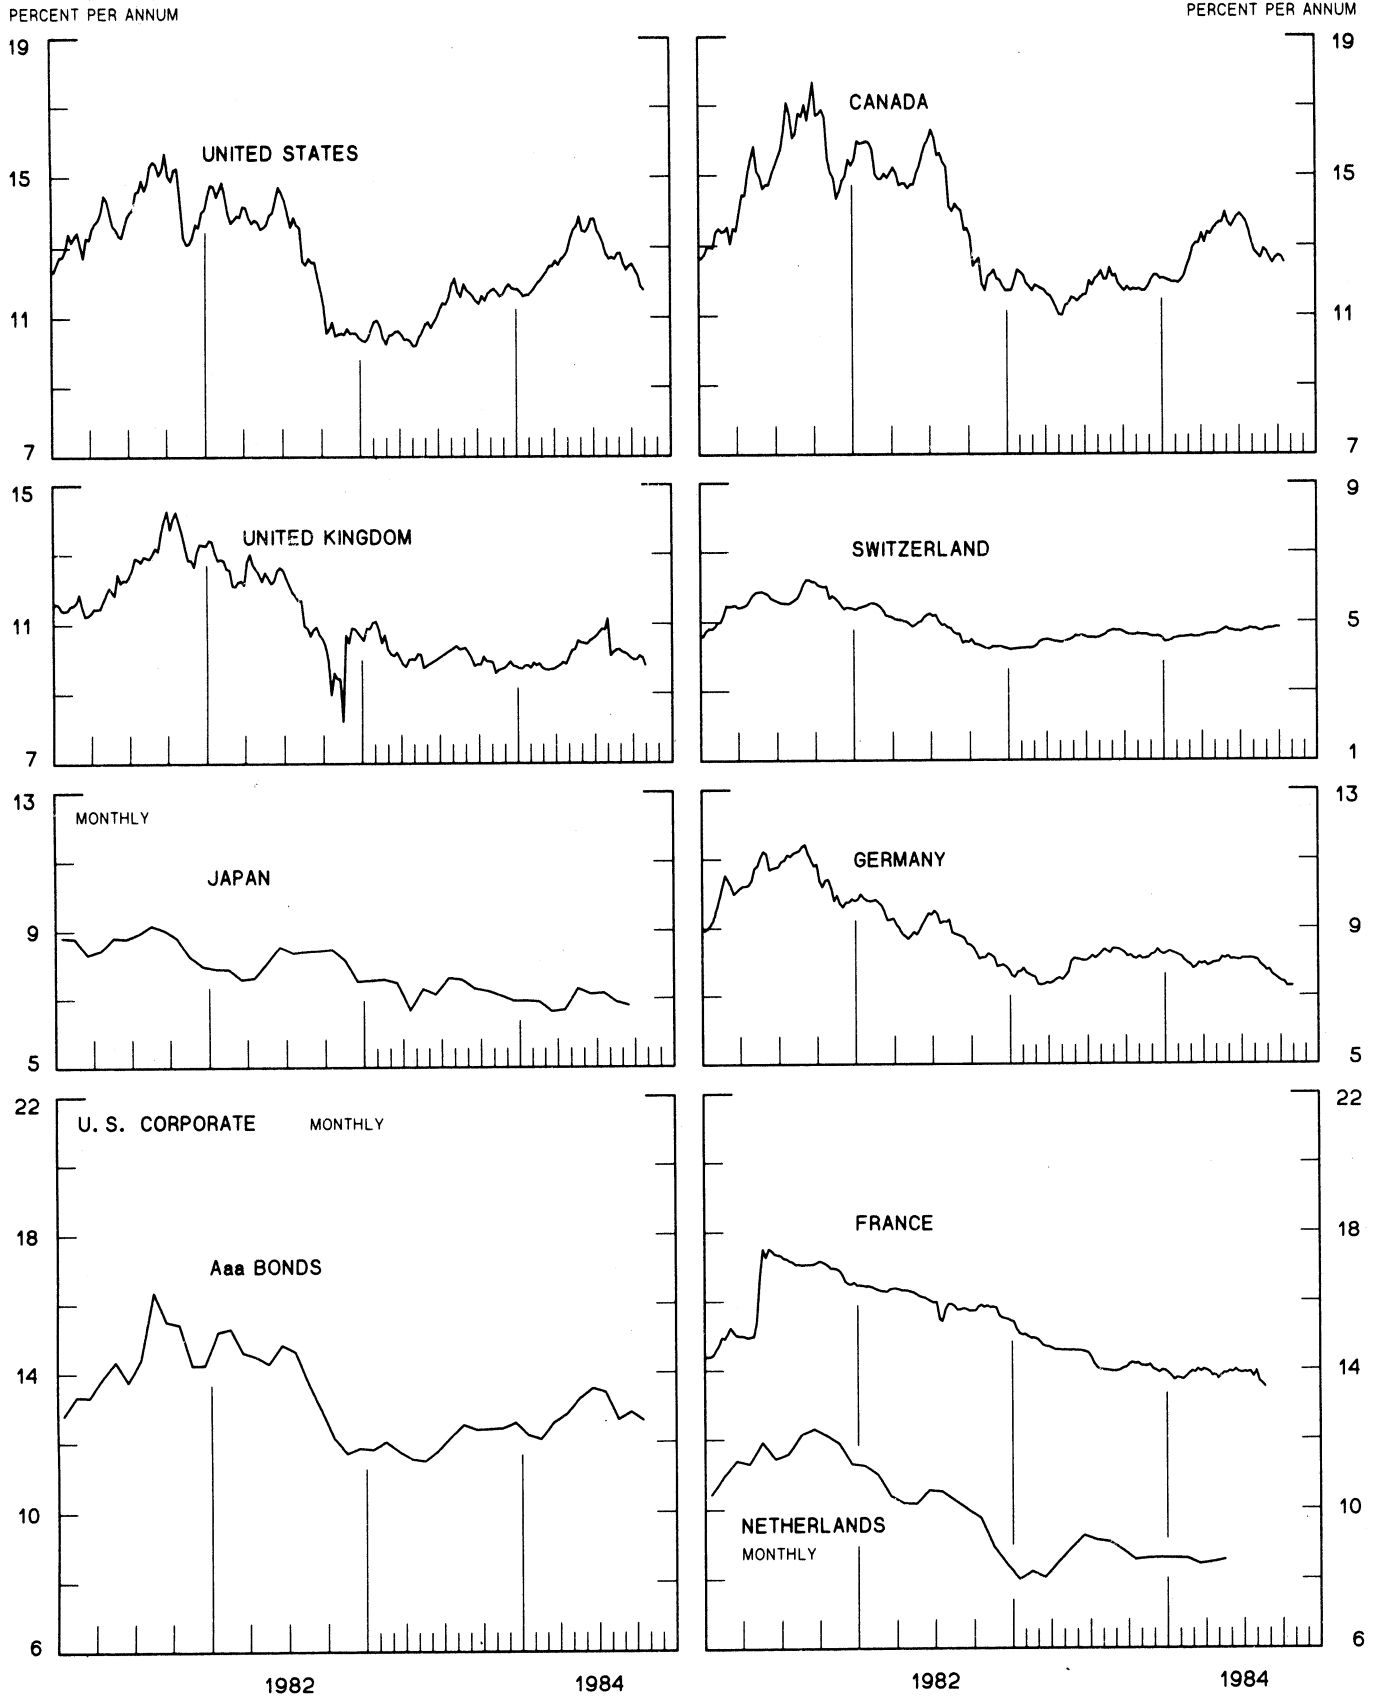 PERCENT PER ANNUM
PERCENT PER ANNUM
19
15
11
7
UNITED STATES
CANADA
19
15
11
7
15
11
7
UNITED KINGDOM
SWITZERLAND
9
5
1
13
9
5
MONTHLY
JAPAN
GERMANY
13
9
5
22
18
14
10
6
U.S. CORPORATE MONTHLY
Aaa BONDS
FRANCE
NETHERLANDS
MONTHLY
22
18
14
10
6
1982
1984
1982
1984